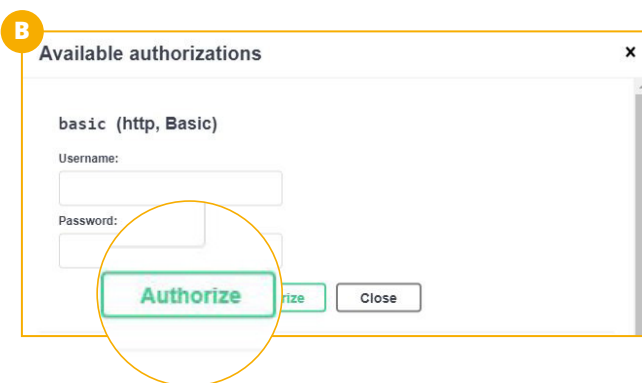 B
Available authorizations x
basic (http, Basic)
Username:
Password:
Authorize rize Close